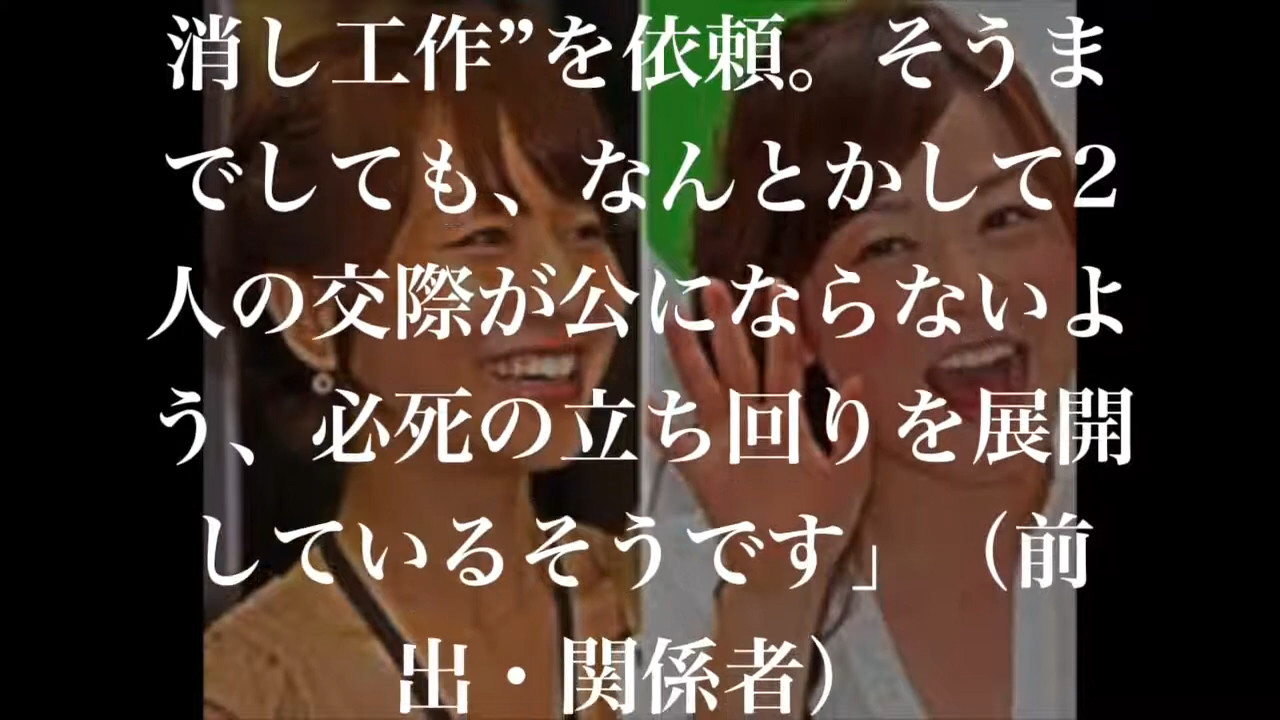 消し工作”を依頼。そうま
でしても、なんとかして2
人の交際が公にならないよ
う、必死の立ち回りを展開
しているそうです」（前
出・関係者）